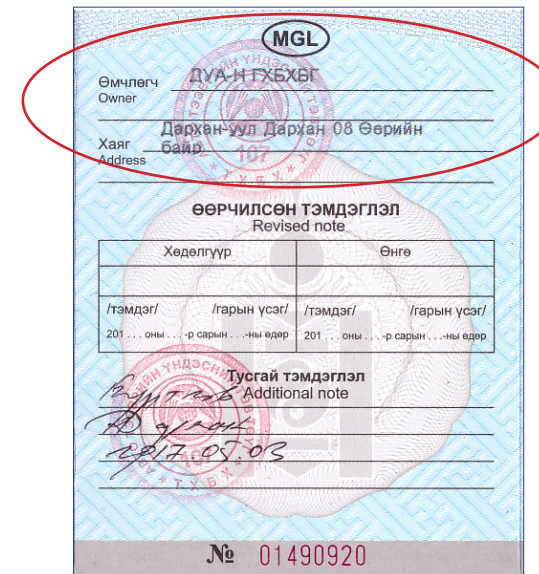 MGL
Өмчлөгч ДУА-Н ГХБХБГ
Owner
Дархан-уул Дархан 08 Өөрийн
Хаяг байр
Address
107
ӨӨРЧИЛСӨН ТЭМДЭГЛЭЛ
Revised note
Хөдөлгүүр Өнгө
/тэмдэг/ /гарын үсэг/ /тэмдэг/ /гарын үсэг/
201 . . . оны . . . -р сарын . . . -ны өдөр 201 . . . оны . . . -р сарын . . . -ны өдөр
Тусгай тэмдэглэл
Additional note
2017.05.03
№ 01490920